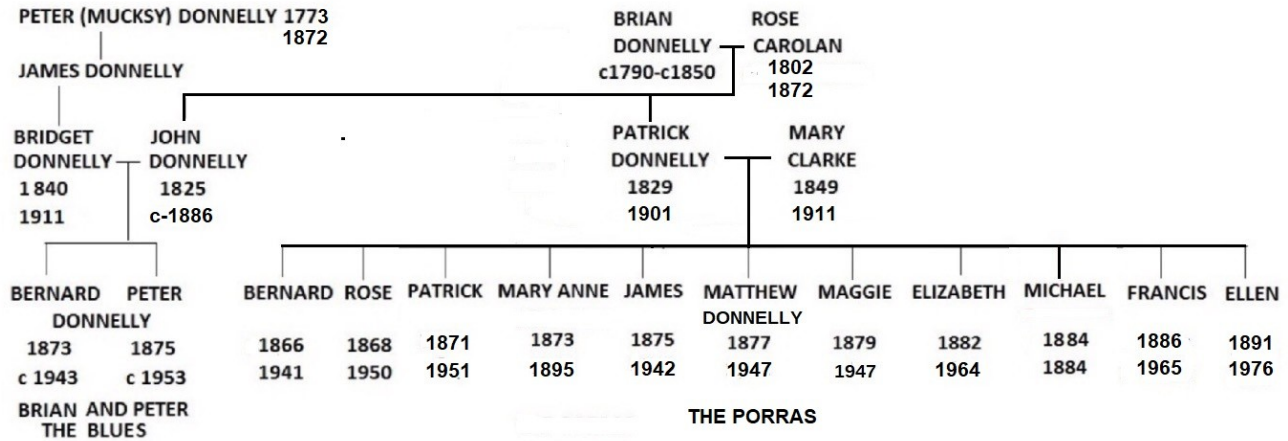 PETER (MUCKSY) DONNELLY 1773
1872
BRIAN
DONNELLY
c1790-c1850
ROSE
CAROLAN
1802
1872
JAMES DONNELLY
BRIDGET
DONNELLY
1840
1911
JOHN
DONNELLY
1825
c-1886
PATRICK
DONNELLY
1829
1901
MARY
CLARKE
1849
1911
BERNARD PETER
DONNELLY
1873 1875
c 1943 c 1953
BRIAN AND PETER
THE BLUES
BERNARD ROSE PATRICK MARY ANNE JAMES MATTHEW MAGGIE ELIZABETH MICHAEL FRANCIS ELLEN
DONNELLY
1866 1868 1871 1873 1875 1877 1879 1882 1884 1886 1891
1941 1950 1951 1895 1942 1947 1947 1964 1884 1965 1976
THE PORRAS